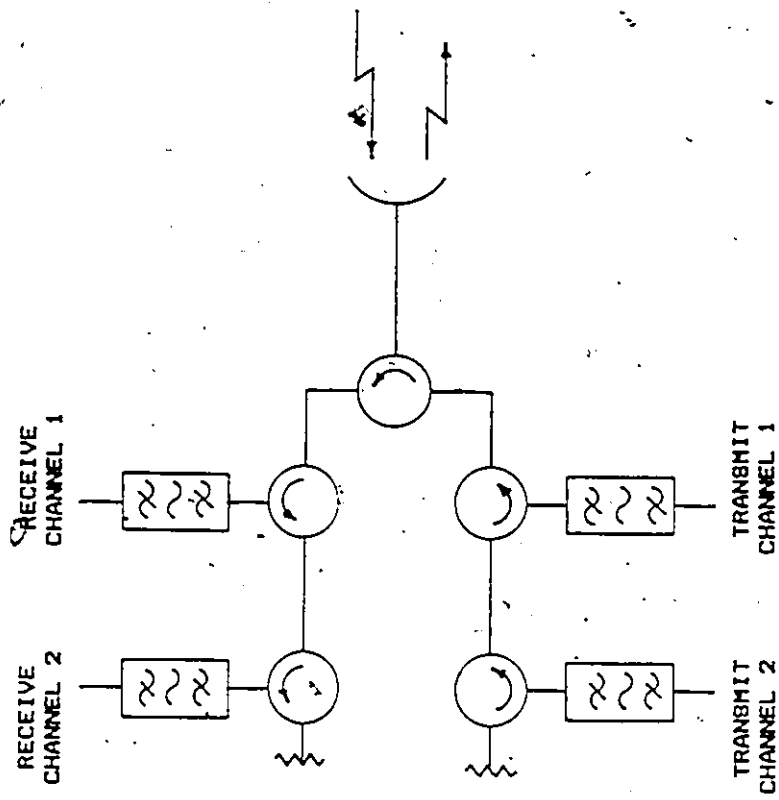 RECEIVE
CHANNEL 1
RECEIVE
CHANNEL 2
TRANSMIT
CHANNEL 1
TRANSMIT
CHANNEL 2